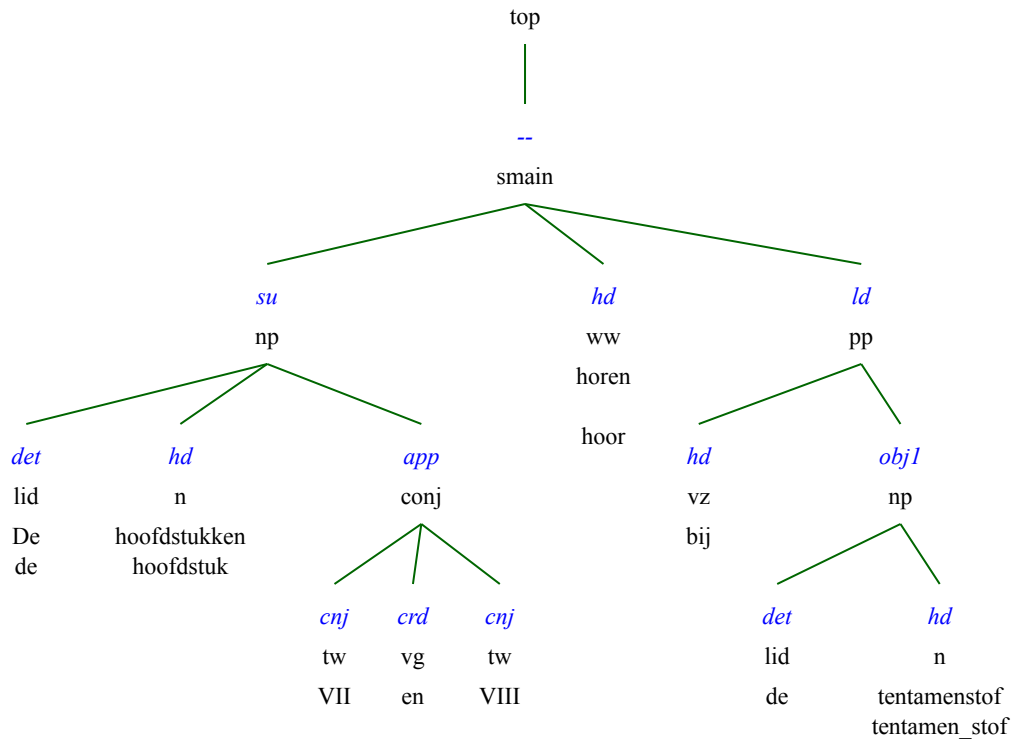 top
--
smain
su hd ld
np ww pp
horen
hoor
det hd app hd obj1
lid n conj vz np
De hoofdstukken bij
de hoofdstuk
cnj crd cnj det hd
tw vg tw lid n
VII en VIII de tentamenstof
tentamen_stof